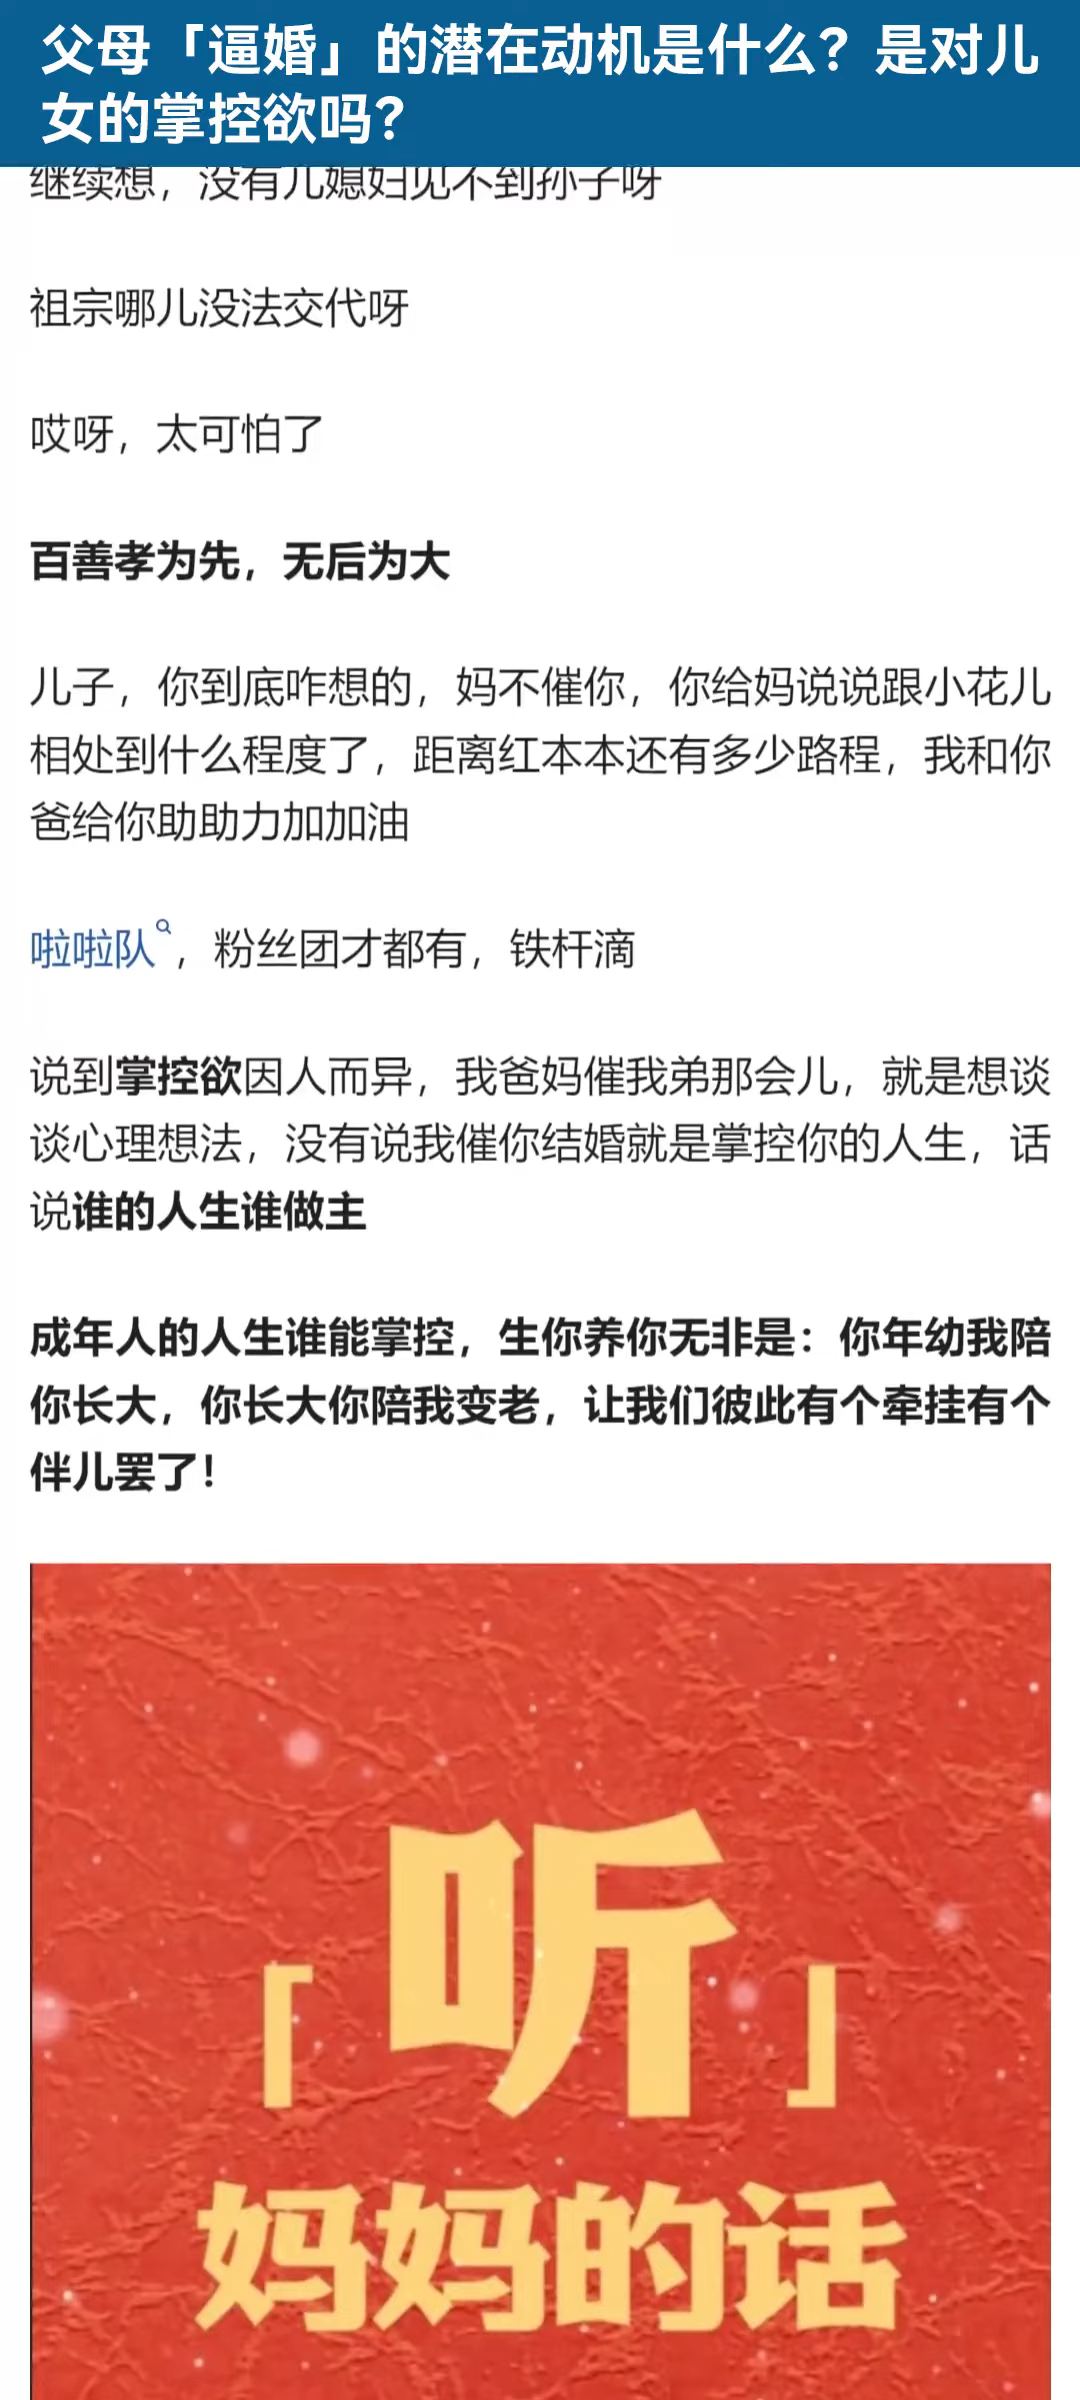 父母「逼婚」的潜在动机是什么？是对儿
女的掌控欲吗？
继续想，没有儿媳妇见不到孙子呀
祖宗哪儿没法交代呀
哎呀，太可怕了
百善孝为先，无后为大
儿子，你到底咋想的，妈不催你，你给妈说说跟小花儿
相处到什么程度了，距离红本本还有多少路程，我和你
爸给你助助力加加油
啦啦队，粉丝团才都有，铁杆滴
说到掌控欲因人而异，我爸妈催我弟那会儿，就是想谈
谈心理想法，没有说我催你结婚就是掌控你的人生，话
说谁的人生谁做主
成年人的人生谁能掌控，生你养你无非是：你年幼我陪
你长大，你长大你陪我变老，让我们彼此有个牵挂有个
伴儿罢了！
「听」
妈妈的话